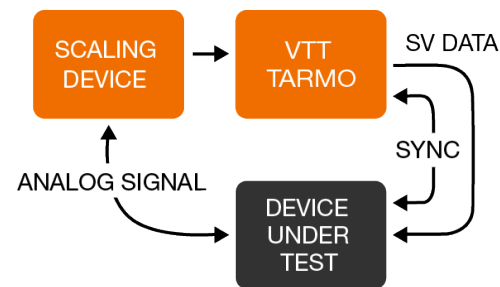 SCALING
DEVICE
VTT
TARMO
SV DATA
SYNC
ANALOG SIGNAL
DEVICE
UNDER
TEST